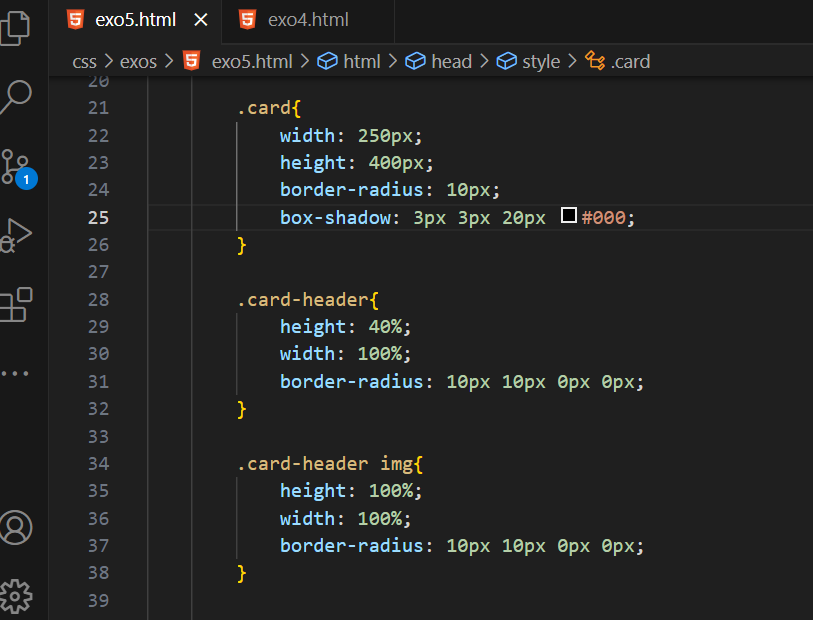 exo5.html
exo4.html
css > exos > exo5.html > html > head > style > .card
20
21 .card{
22 width: 250px;
23 height: 400px;
24 border-radius: 10px;
25 box-shadow: 3px 3px 20px #000;
26 }
27
28 .card-header{
29 height: 40%;
30 width: 100%;
31 border-radius: 10px 10px 0px 0px;
32 }
33
34 .card-header img{
35 height: 100%;
36 width: 100%;
37 border-radius: 10px 10px 0px 0px;
38 }
39
1